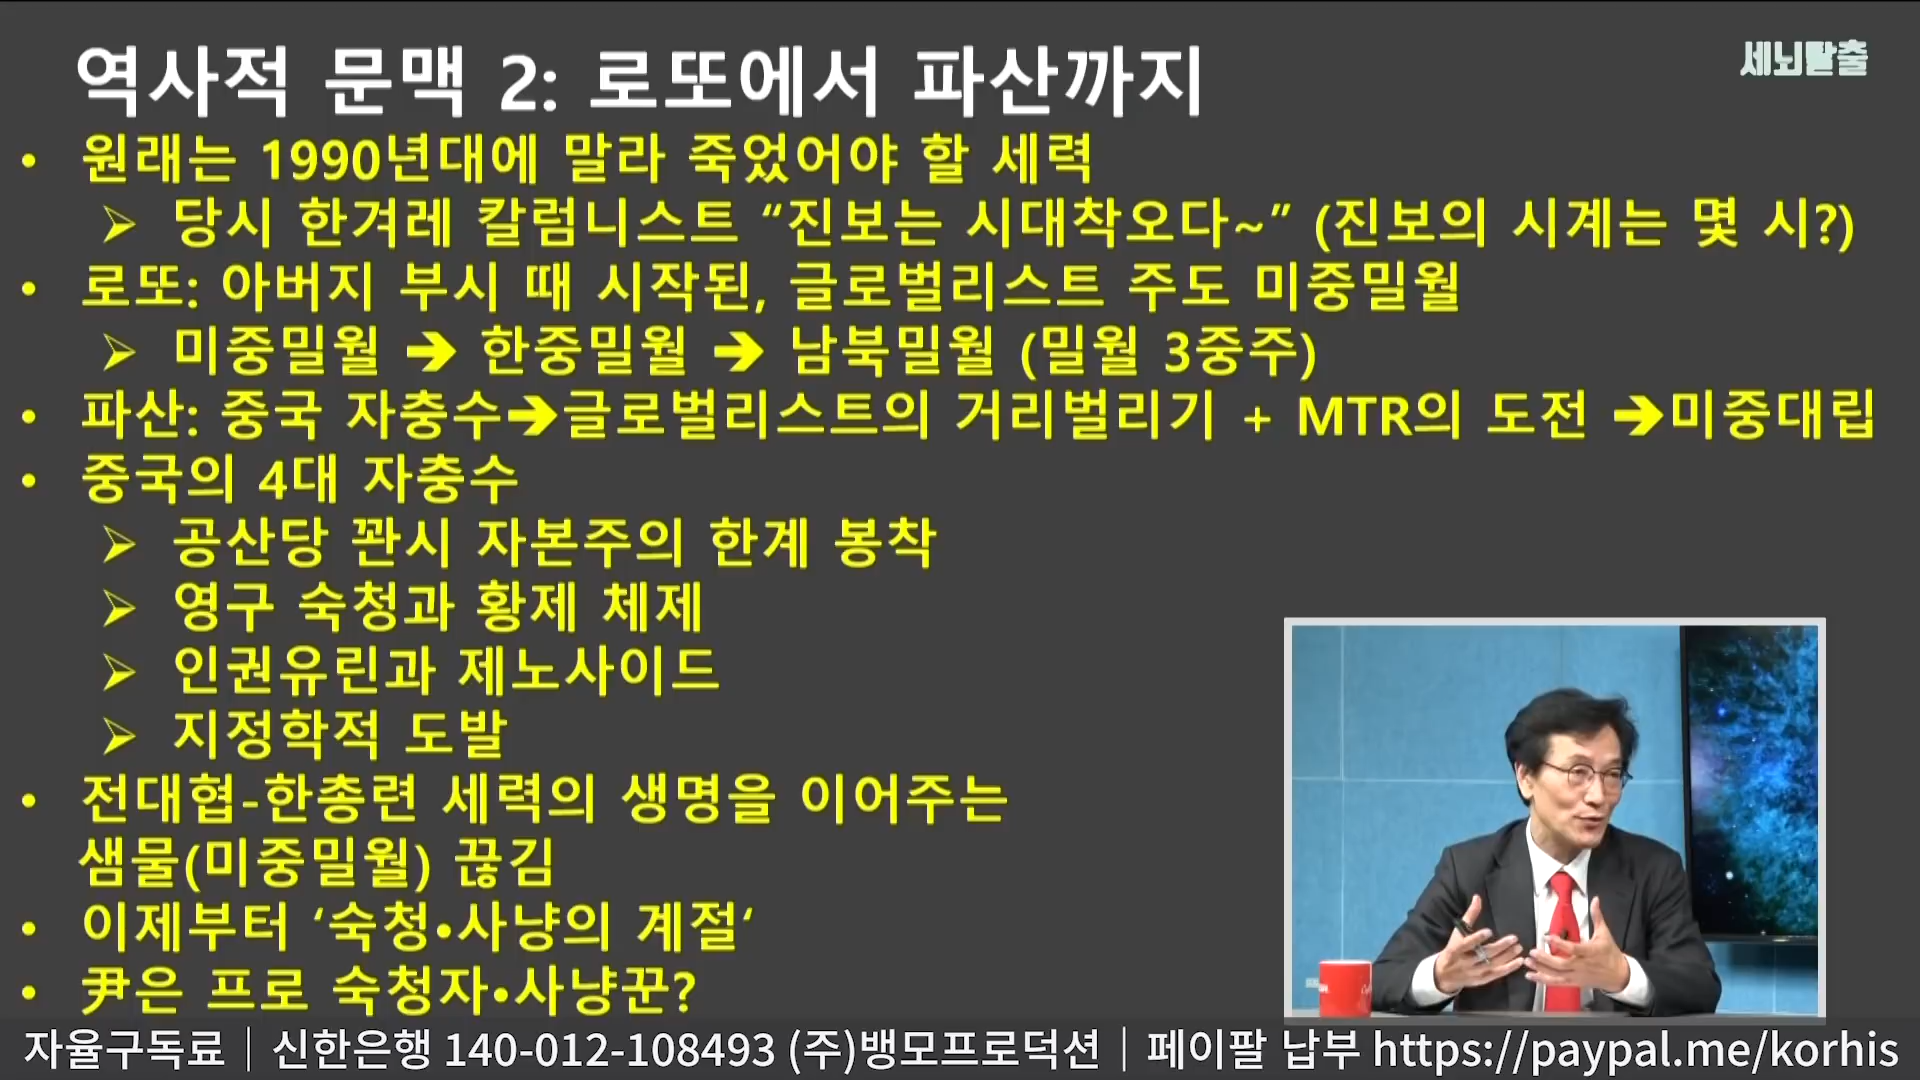 역사적 문맥 2: 로또에서 파산까지
세뇌탈출
• 원래는 1990년대에 말라 죽었어야 할 세력
➢ 당시 한겨레 칼럼니스트 “진보는 시대착오다~” (진보의 시계는 몇 시?)
• 로또: 아버지 부시 때 시작된, 글로벌리스트 주도 미중밀월
➢ 미중밀월 ➔ 한중밀월 ➔ 남북밀월 (밀월 3중주)
• 파산: 중국 자충수➔글로벌리스트의 거리벌리기 + MTR의 도전 ➔미중대립
• 중국의 4대 자충수
➢ 공산당 꽌시 자본주의 한계 봉착
➢ 영구 숙청과 황제 체제
➢ 인권유린과 제노사이드
➢ 지정학적 도발
• 전대협-한총련 세력의 생명을 이어주는
샘물(미중밀월) 끊김
• 이제부터 ‘숙청•사냥의 계절‘
• 尹은 프로 숙청자•사냥꾼?
자율구독료 | 신한은행 140-012-108493 (주)뱅모프로덕션 | 페이팔 납부 https://paypal.me/korhis